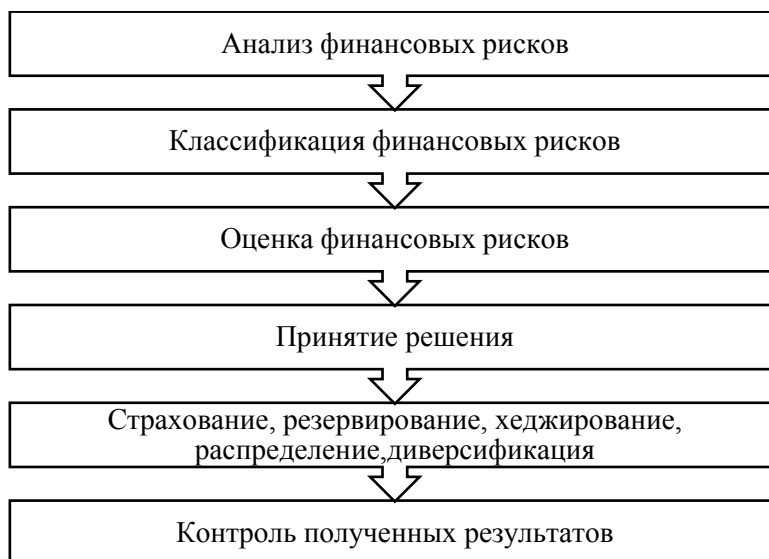 Анализ финансовых рисков
Классификация финансовых рисков
Оценка финансовых рисков
Принятие решения
Страхование, резервирование, хеджирование,
распределение,диверсификация
Контроль полученных результатов